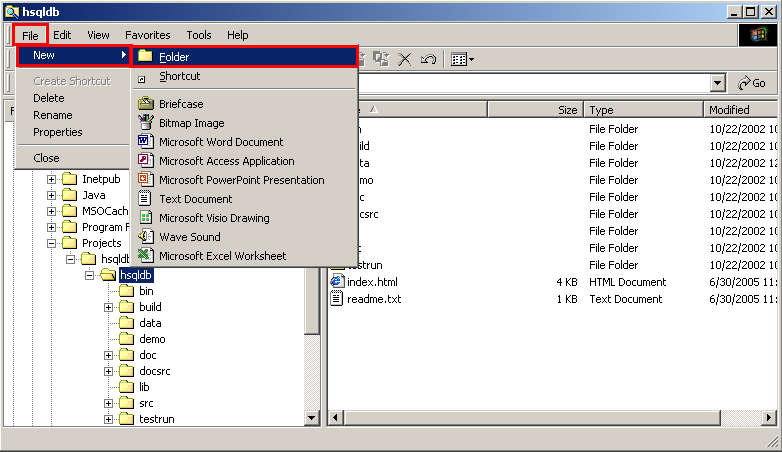 hsqldb
File Edit View Favorites Tools Help
New
Create Shortcut
Delete
Rename
Properties
Close
Folder
Shortcut
Briefcase
Bitmap Image
Microsoft Word Document
Microsoft Access Application
Microsoft PowerPoint Presentation
Text Document
Microsoft Visio Drawing
Wave Sound
Microsoft Excel Worksheet
Go
Inetpub
Java
MSOCach
Program F
Projects
hsqldb
hsqldb
bin
build
data
demo
doc
docsrc
lib
src
testrun
Size Type Modified
File Folder 10/22/2002 10
File Folder 10/22/2002 10
File Folder 10/22/2002 12
File Folder 10/22/2002 10
File Folder 10/22/2002 10
docsrc File Folder 10/22/2002 10
File Folder 10/22/2002 10
File Folder 10/22/2002 10
testrun File Folder 10/22/2002 10
index.html 4 KB HTML Document 6/30/2005 11:
readme.txt 1 KB Text Document 6/30/2005 11: